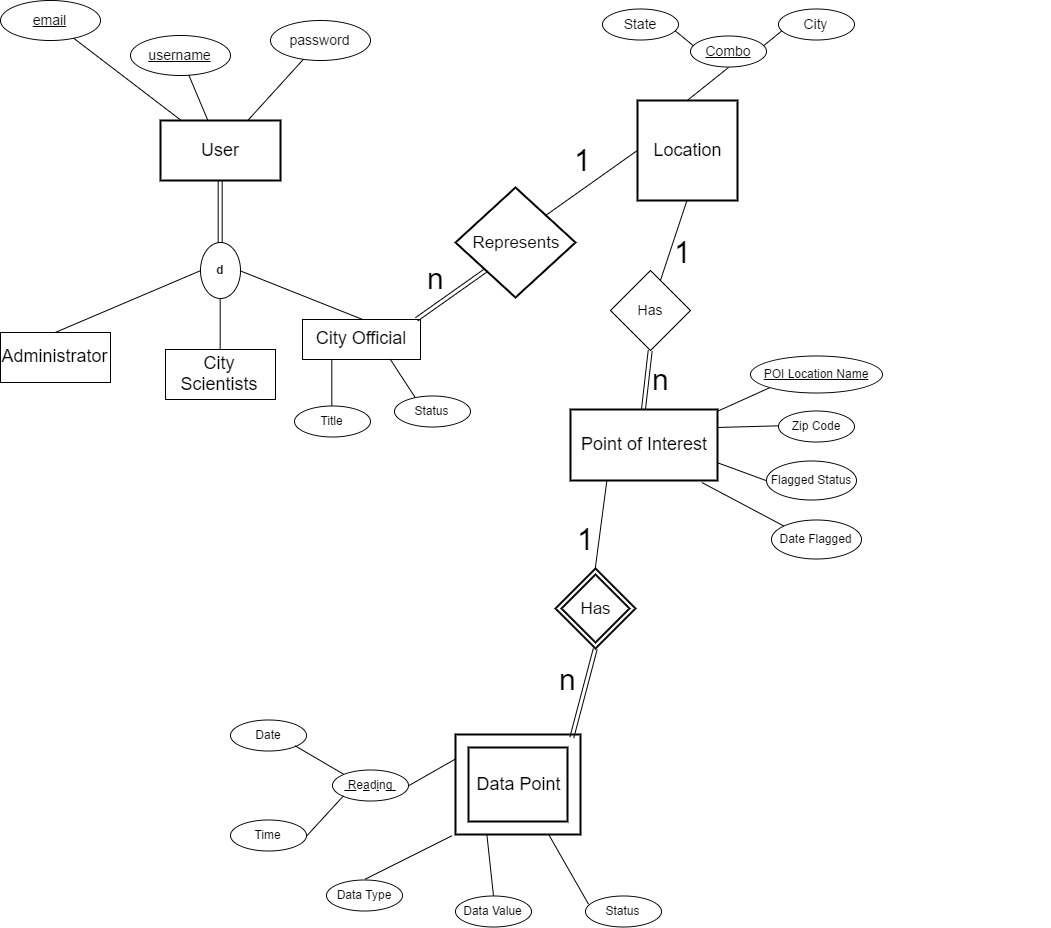 email
username
password
State
City
Combo
User
Location
1
Represents
1
d
n
Has
Administrator
City
Scientists
City Official
n
POI Location Name
Title
Status
Zip Code
Point of Interest
Flagged Status
1
Date Flagged
Has
n
Date
Reading
Data Point
Time
Data Type
Data Value
Status